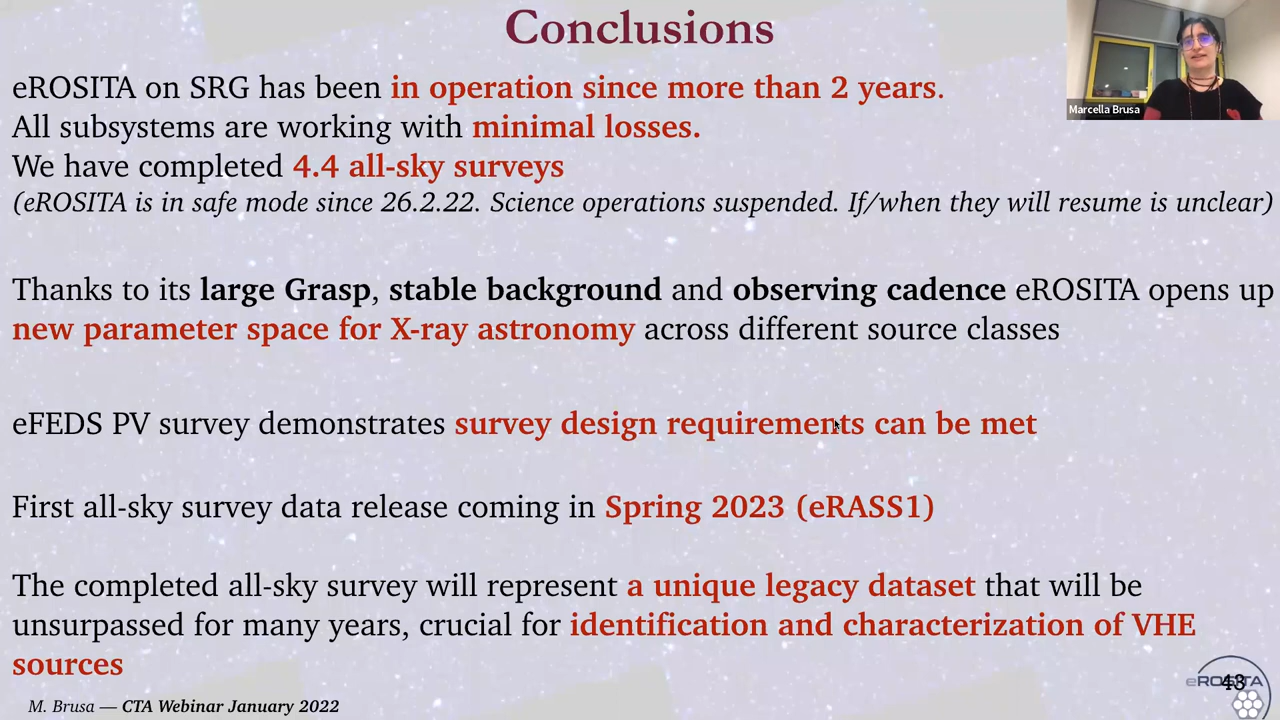 Conclusions
Marcella Brusa
eROSITA on SRG has been in operation since more than 2 years.
All subsystems are working with minimal losses.
We have completed 4.4 all-sky surveys
(eROSITA is in safe mode since 26.2.22. Science operations suspended. If/when they will resume is unclear)
Thanks to its large Grasp, stable background and observing cadence eROSITA opens up
new parameter space for X-ray astronomy across different source classes
eFEDS PV survey demonstrates survey design requirements can be met
First all-sky survey data release coming in Spring 2023 (eRASS1)
The completed all-sky survey will represent a unique legacy dataset that will be
unsurpassed for many years, crucial for identification and characterization of VHE
sources
M. Brusa — CTA Webinar January 2022
eROSITA
43